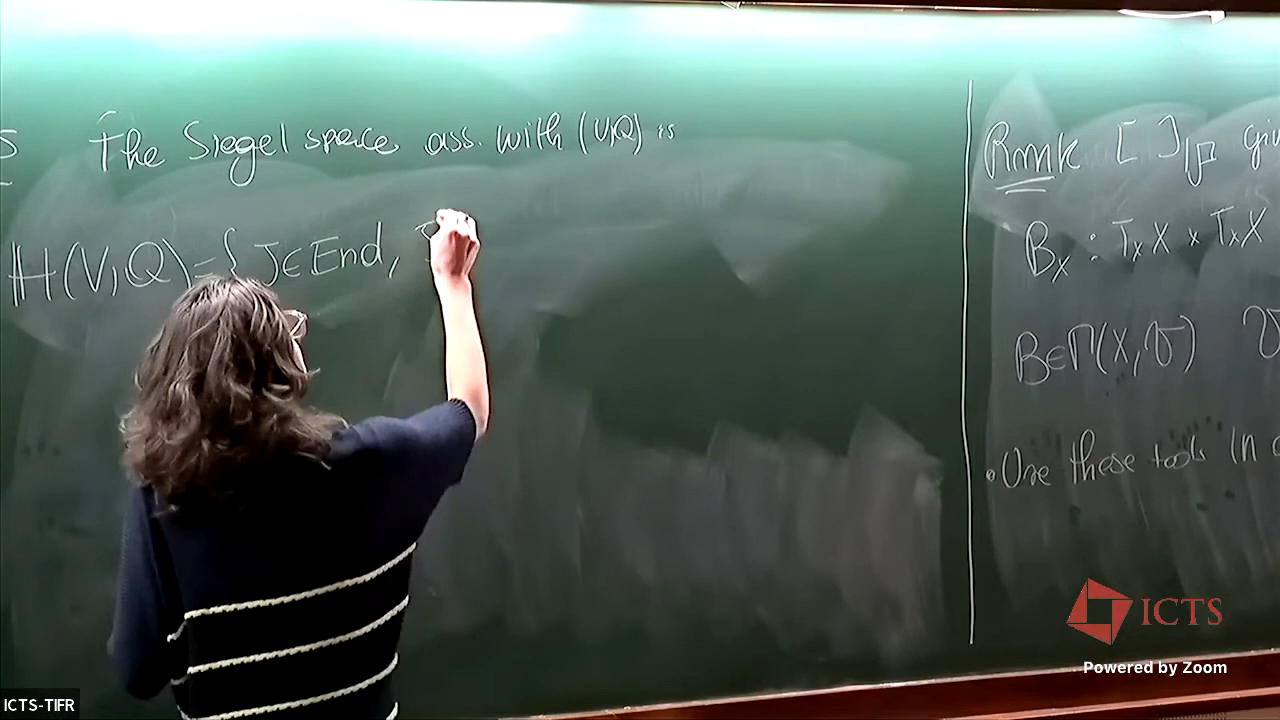 The Siegel space ass. with (V,Q) is
H(V,Q)={ J∈End,
Rmk [ ]|p
Bx : TxX x TxX
B∈Γ(X,
• Use these tools in
ICTS
Powered by Zoom
ICTS-TIFR